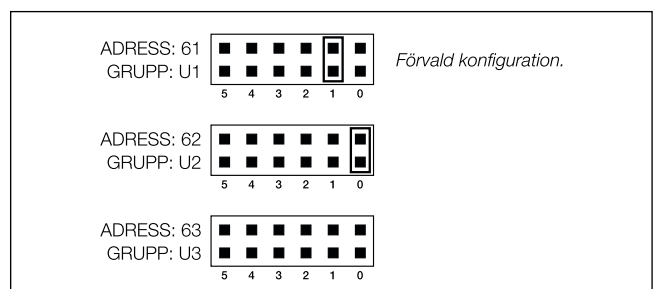 ADRESS: 61
GRUPP: U1
Förvald konfiguration.
5 4 3 2 1 0
ADRESS: 62
GRUPP: U2
5 4 3 2 1 0
ADRESS: 63
GRUPP: U3
5 4 3 2 1 0